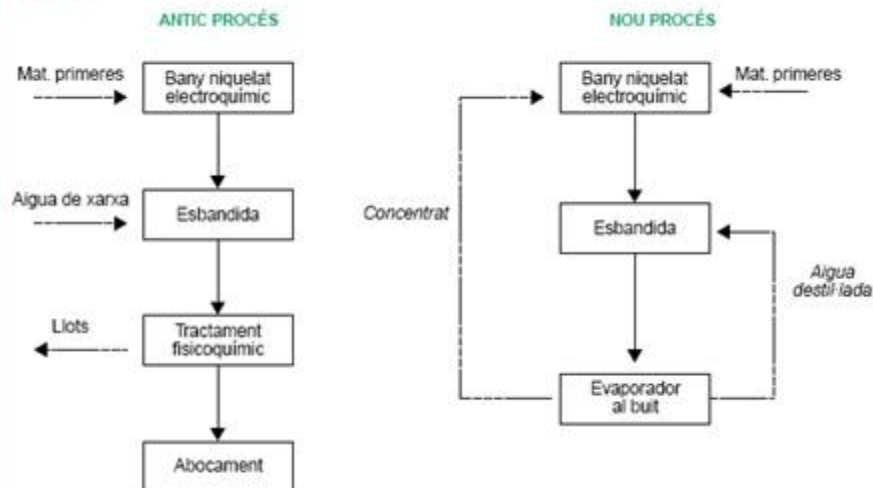 ANTIC PROCÉS
Mat. primeres
Bany niquelat
electroquímic
Aigua de xarxa
Esbandida
Llots
Tractament
fisicoquímic
Abocament
NOU PROCÉS
Bany niquelat
electroquímic
Mat. primeres
Concentrat
Esbandida
Aigua
destil·lada
Evaporador
al buit